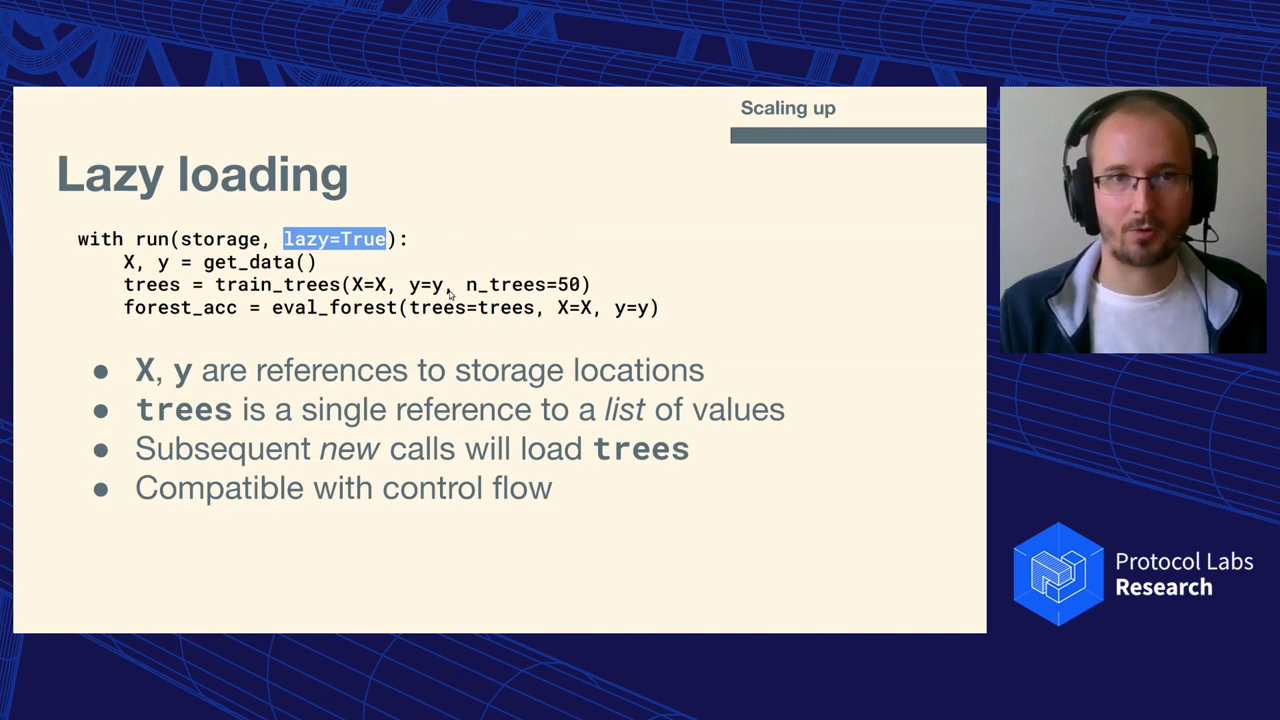 Scaling up
Lazy loading
with run(storage, lazy=True):
    X, y = get_data()
    trees = train_trees(X=X, y=y, n_trees=50)
    forest_acc = eval_forest(trees=trees, X=X, y=y)
● X, y are references to storage locations
● trees is a single reference to a list of values
● Subsequent new calls will load trees
● Compatible with control flow
Protocol Labs
Research